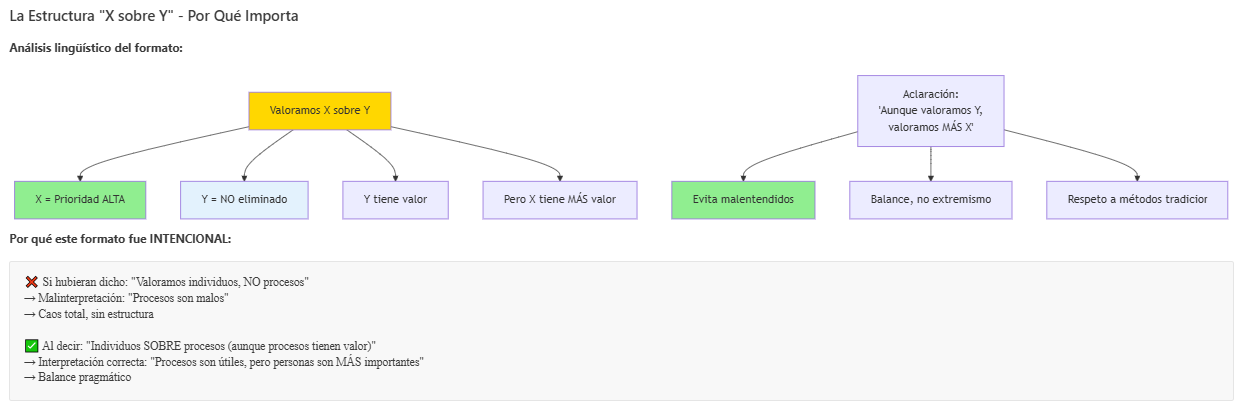 La Estructura "X sobre Y" - Por Qué Importa
Análisis lingüístico del formato:
Valoramos X sobre Y
X = Prioridad ALTA
Y = NO eliminado
Y tiene valor
Pero X tiene MÁS valor
Aclaración:
'Aunque valoramos Y,
valoramos MÁS X'
Evita malentendidos
Balance, no extremismo
Respeto a métodos tradicior
Por qué este formato fue INTENCIONAL:
❌ Si hubieran dicho: "Valoramos individuos, NO procesos"
→ Malinterpretación: "Procesos son malos"
→ Caos total, sin estructura
✅ Al decir: "Individuos SOBRE procesos (aunque procesos tienen valor)"
→ Interpretación correcta: "Procesos son útiles, pero personas son MÁS importantes"
→ Balance pragmático